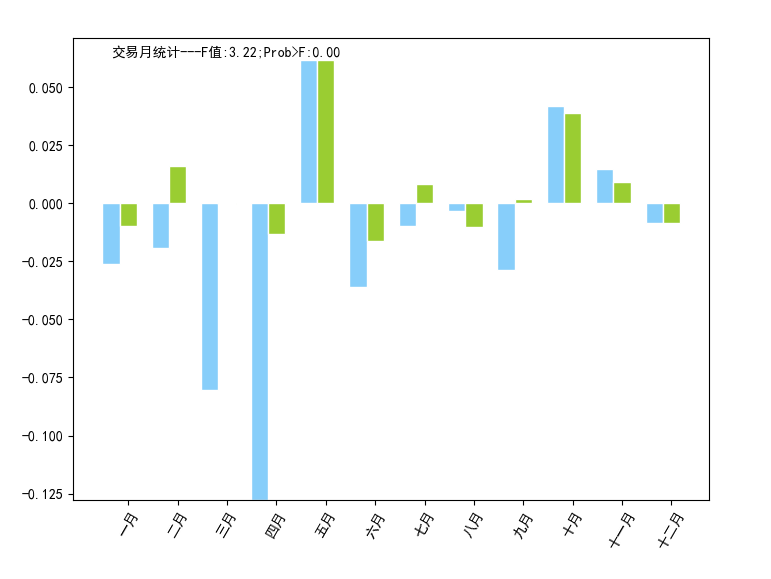 交易月统计---F值:3.22;Prob>F:0.00
0.050
0.025
0.000
-0.025
-0.050
-0.075
-0.100
-0.125
一月
二月
三月
四月
五月
六月
七月
八月
九月
十月
十一月
十二月